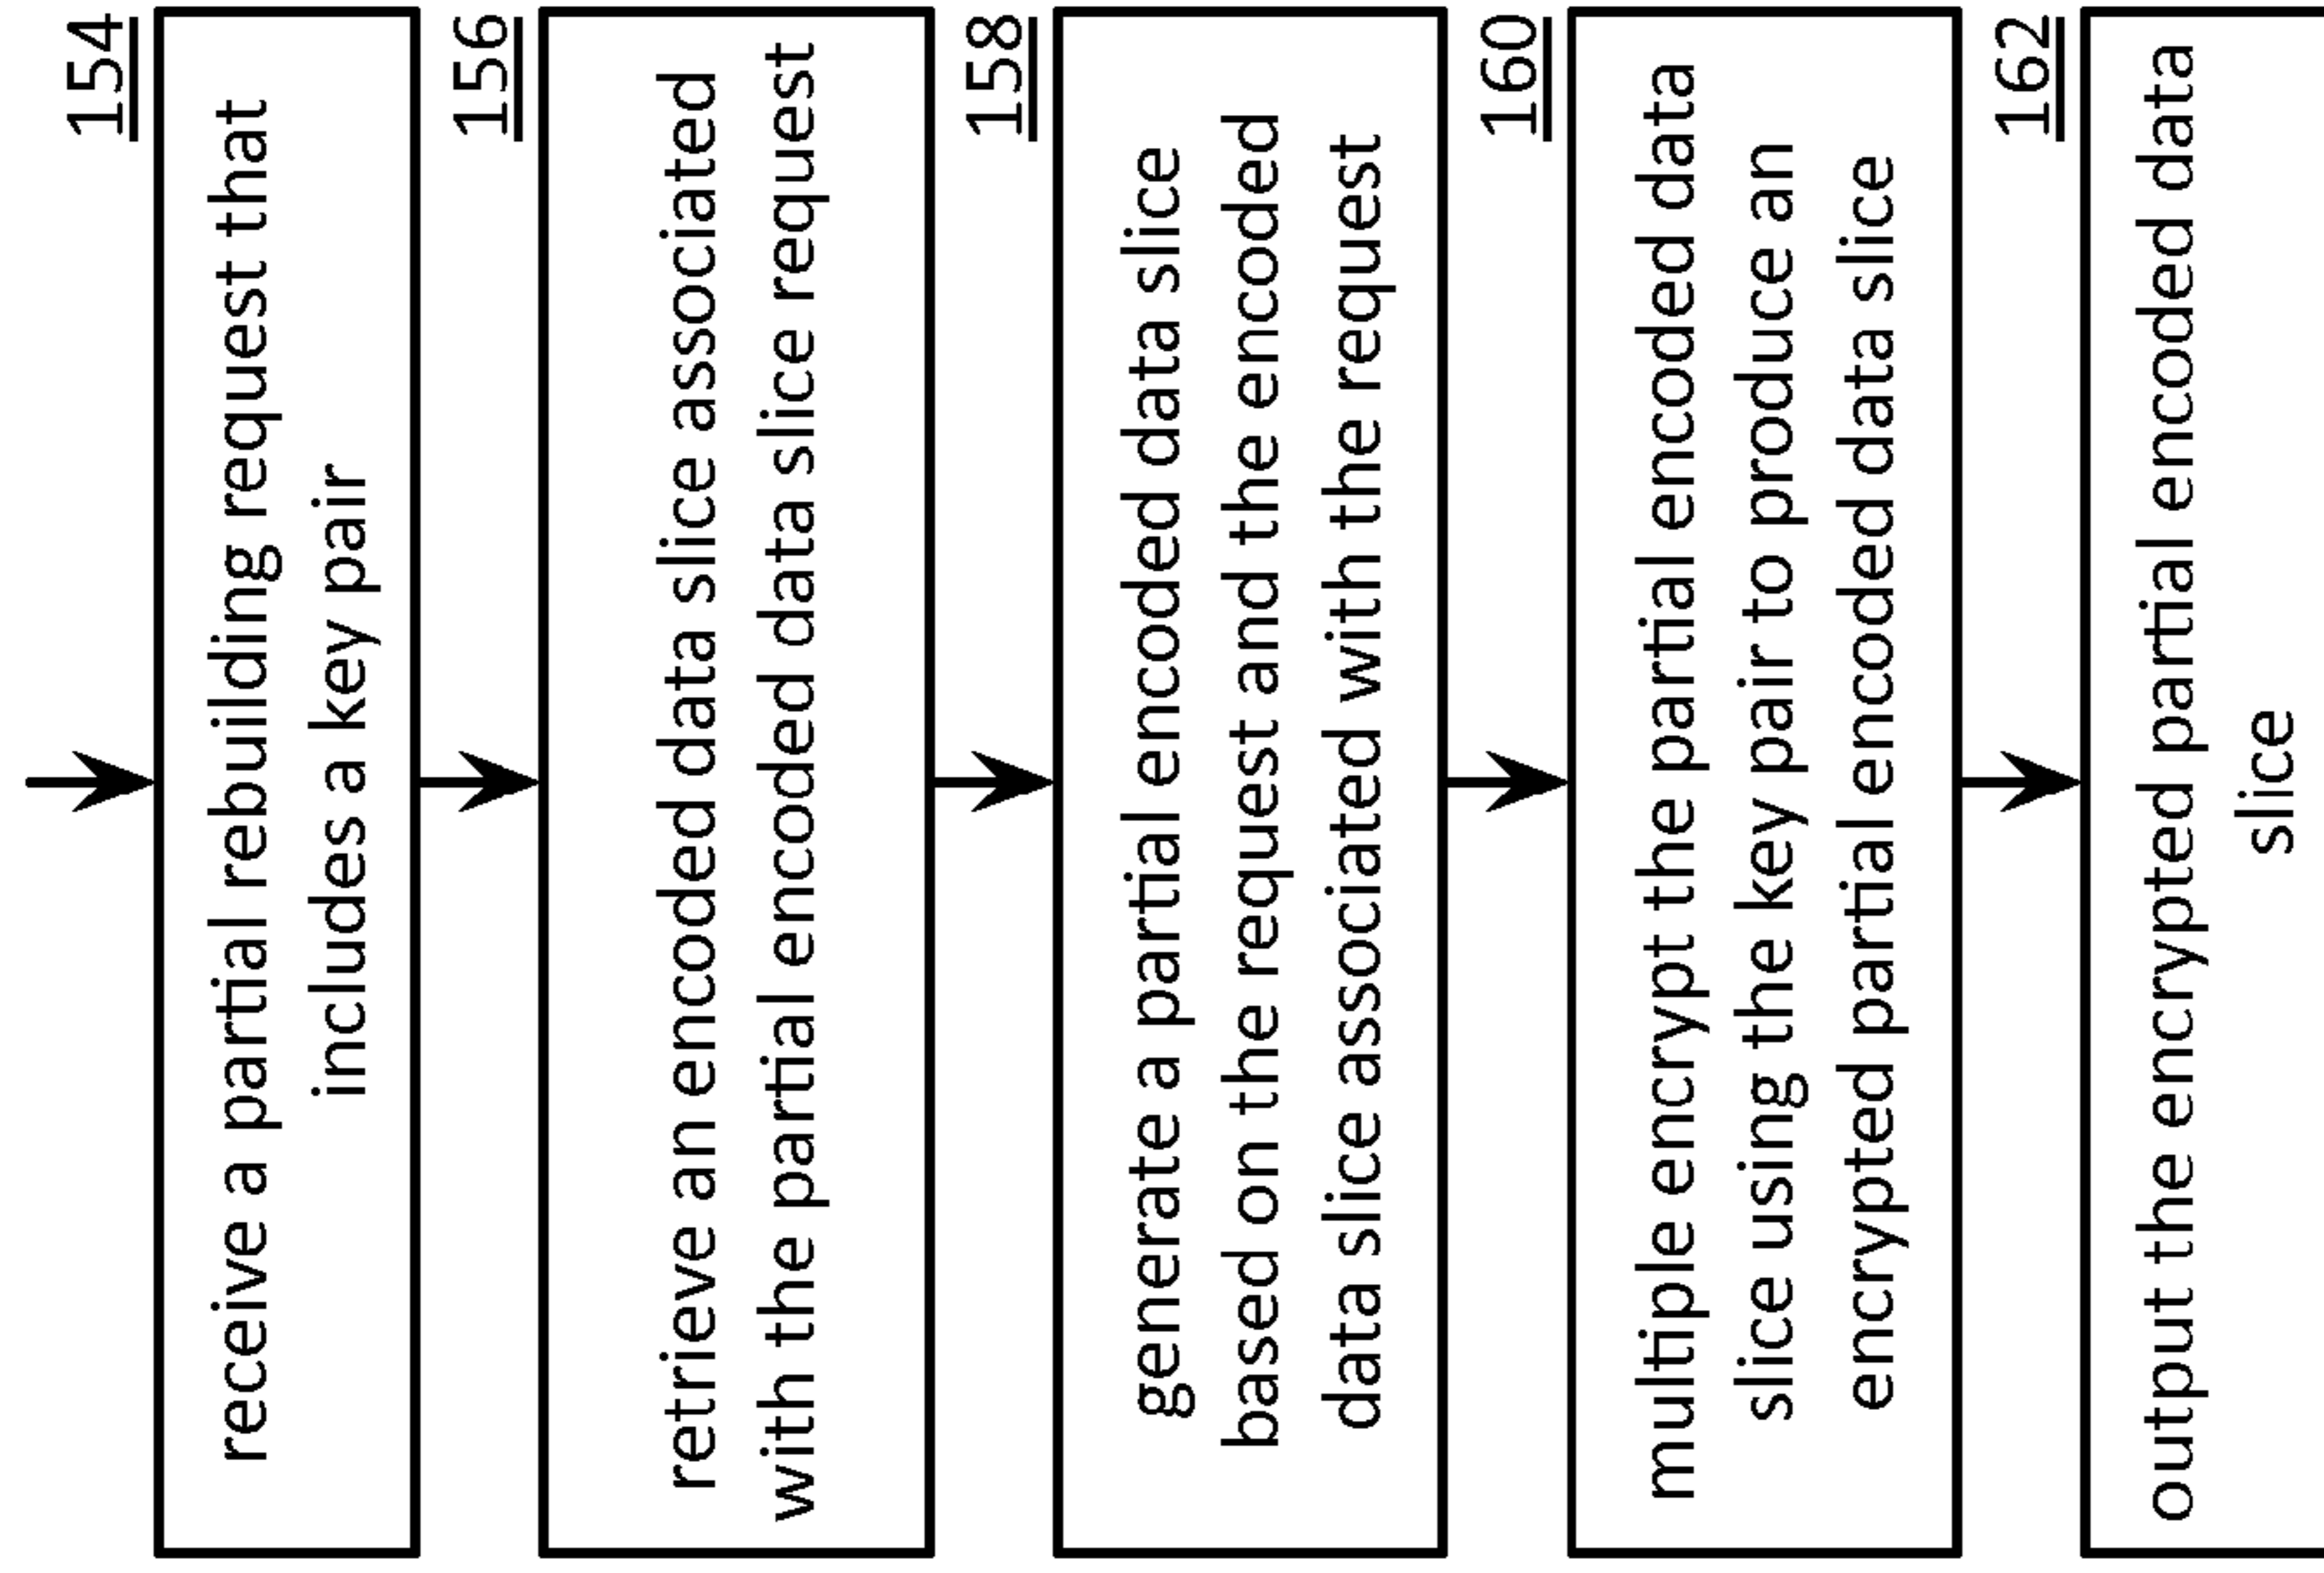 154
receive a partial rebuilding request that
includes a key pair
156
retrieve an encoded data slice associated
with the partial encoded data slice request
158
generate a partial encoded data slice
based on the request and the encoded
data slice associated with the request
160
multiple encrypt the partial encoded data
slice using the key pair to produce an
encrypted partial encoded data slice
162
output the encrypted partial encoded data
slice